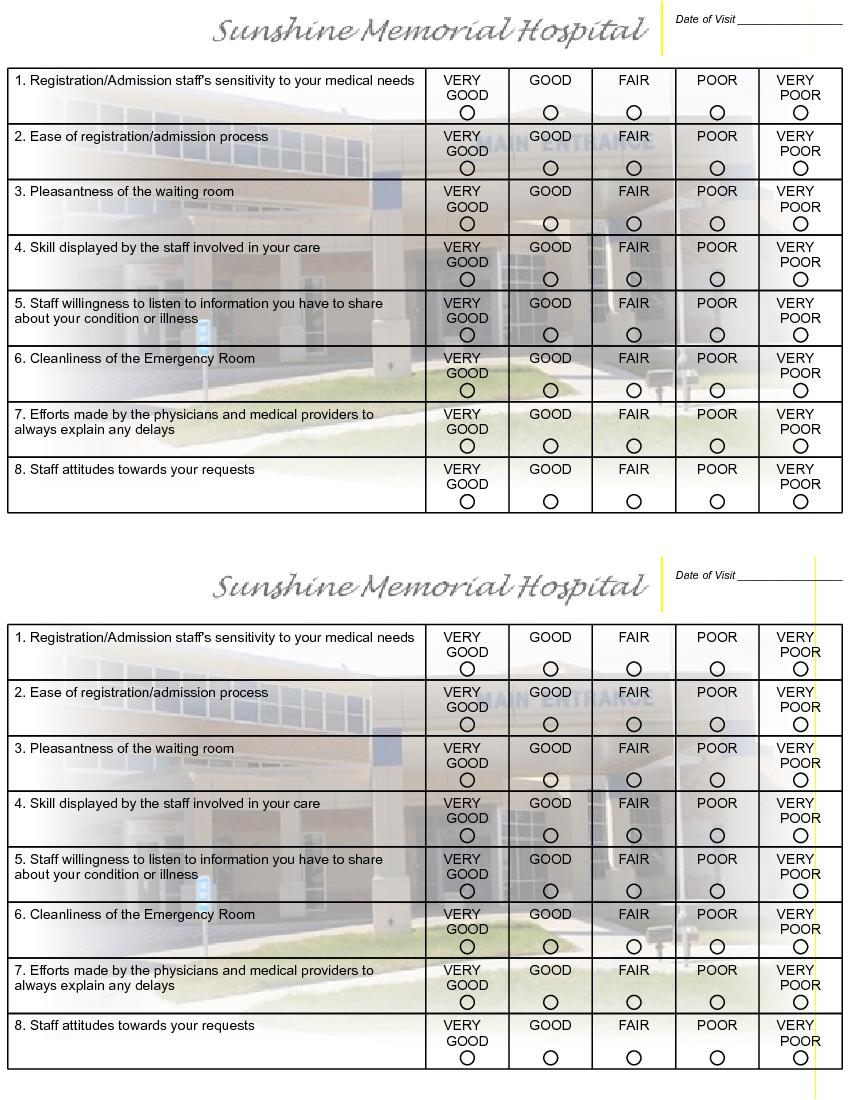 Sunshine Memorial Hospital
Date of Visit ___________________
1. Registration/Admission staff's sensitivity to your medical needs
VERY GOOD GOOD FAIR POOR VERY POOR
2. Ease of registration/admission process
VERY GOOD GOOD FAIR POOR VERY POOR
MAIN ENTRANCE
3. Pleasantness of the waiting room
VERY GOOD GOOD FAIR POOR VERY POOR
4. Skill displayed by the staff involved in your care
VERY GOOD GOOD FAIR POOR VERY POOR
5. Staff willingness to listen to information you have to share
about your condition or illness
VERY GOOD GOOD FAIR POOR VERY POOR
6. Cleanliness of the Emergency Room
VERY GOOD GOOD FAIR POOR VERY POOR
7. Efforts made by the physicians and medical providers to
always explain any delays
VERY GOOD GOOD FAIR POOR VERY POOR
8. Staff attitudes towards your requests
VERY GOOD GOOD FAIR POOR VERY POOR
Sunshine Memorial Hospital
Date of Visit ___________________
1. Registration/Admission staff's sensitivity to your medical needs
VERY GOOD GOOD FAIR POOR VERY POOR
2. Ease of registration/admission process
VERY GOOD GOOD FAIR POOR VERY POOR
MAIN ENTRANCE
3. Pleasantness of the waiting room
VERY GOOD GOOD FAIR POOR VERY POOR
4. Skill displayed by the staff involved in your care
VERY GOOD GOOD FAIR POOR VERY POOR
5. Staff willingness to listen to information you have to share
about your condition or illness
VERY GOOD GOOD FAIR POOR VERY POOR
6. Cleanliness of the Emergency Room
VERY GOOD GOOD FAIR POOR VERY POOR
7. Efforts made by the physicians and medical providers to
always explain any delays
VERY GOOD GOOD FAIR POOR VERY POOR
8. Staff attitudes towards your requests
VERY GOOD GOOD FAIR POOR VERY POOR